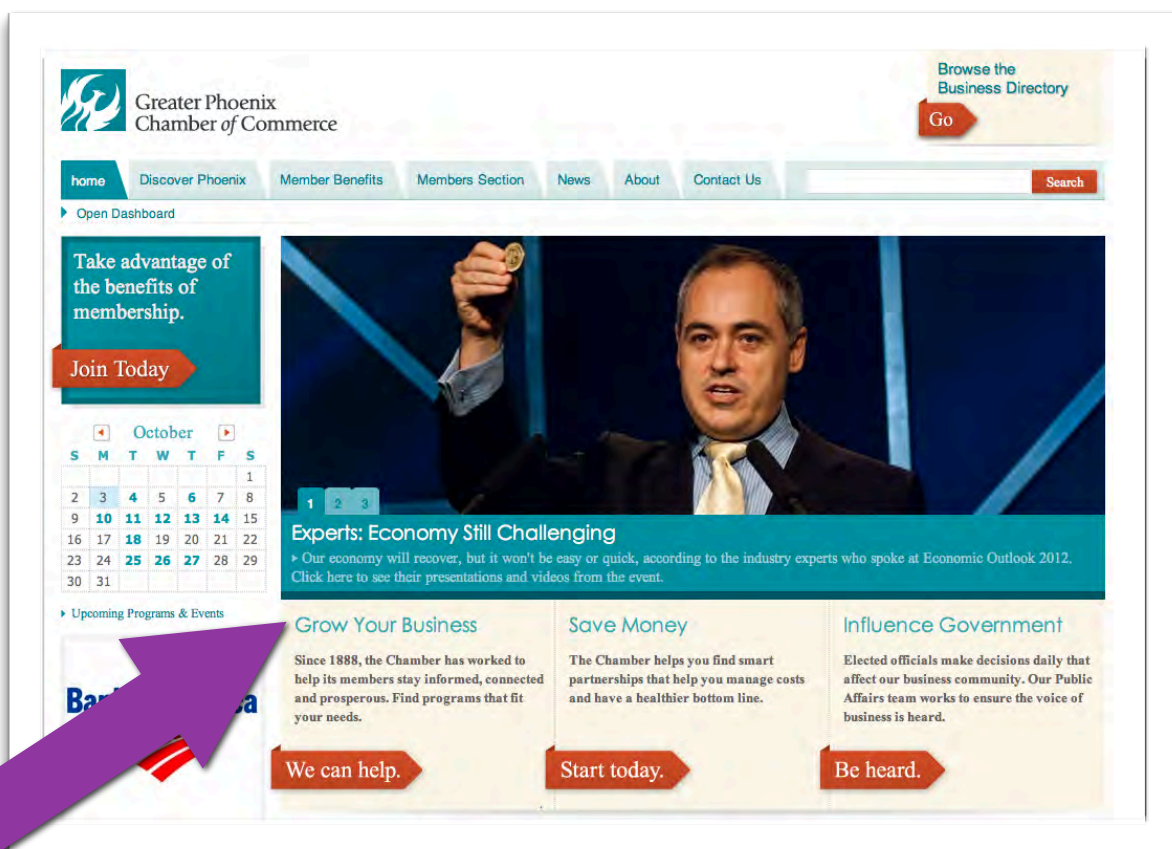 Greater Phoenix
Chamber of Commerce
Browse the
Business Directory
Go
home
Discover Phoenix
Member Benefits
Members Section
News
About
Contact Us
Search
Open Dashboard
Take advantage of
the benefits of
membership.
Join Today
October
S M T W T F S
1
2 3 4 5 6 7 8
9 10 11 12 13 14 15
16 17 18 19 20 21 22
23 24 25 26 27 28 29
30 31
Upcoming Programs & Events
1 2 3
Experts: Economy Still Challenging
Our economy will recover, but it won't be easy or quick, according to the industry experts who spoke at Economic Outlook 2012.
Click here to see their presentations and videos from the event.
Grow Your Business
Since 1888, the Chamber has worked to
help its members stay informed, connected
and prosperous. Find programs that fit
your needs.
We can help.
Save Money
The Chamber helps you find smart
partnerships that help you manage costs
and have a healthier bottom line.
Start today.
Influence Government
Elected officials make decisions daily that
affect our business community. Our Public
Affairs team works to ensure the voice of
business is heard.
Be heard.